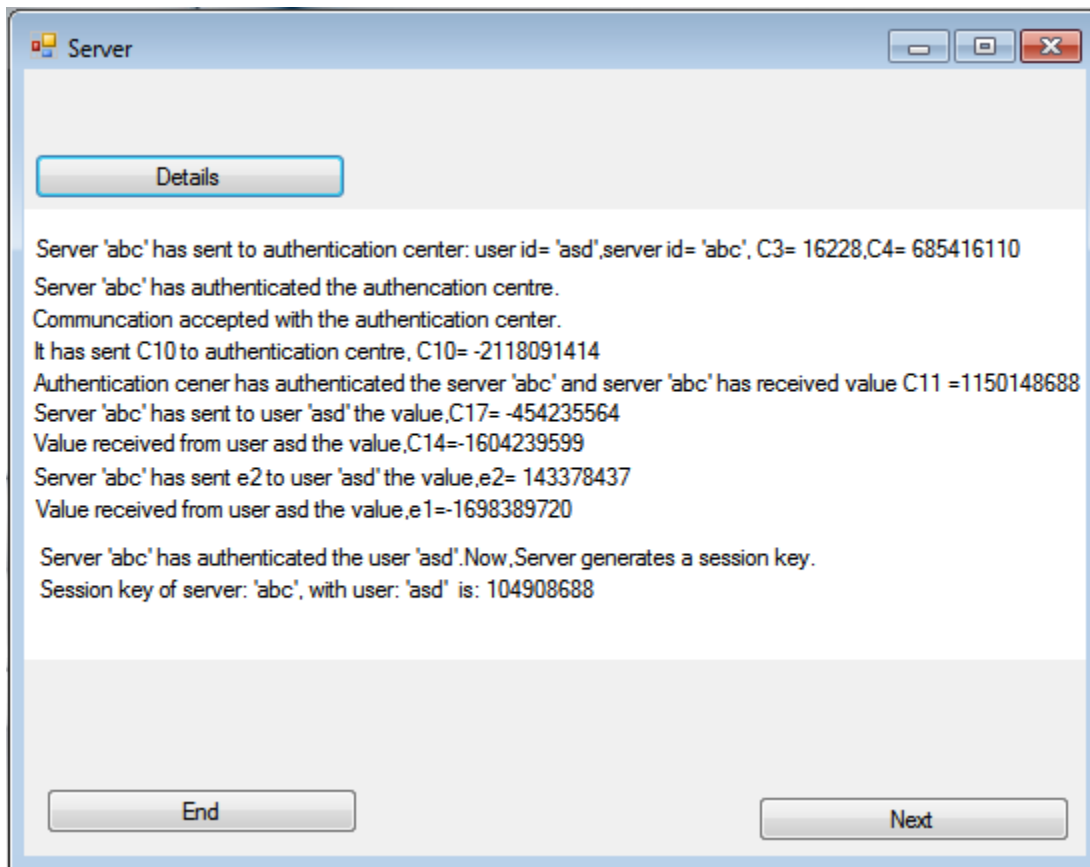 Server
Details
Server 'abc' has sent to authentication center: user id= 'asd',server id= 'abc', C3= 16228,C4= 685416110
Server 'abc' has authenticated the authencation centre.
Communcation accepted with the authentication center.
It has sent C10 to authentication centre, C10= -2118091414
Authentication cener has authenticated the server 'abc' and server 'abc' has received value C11 =1150148688
Server 'abc' has sent to user 'asd' the value,C17= -454235564
Value received from user asd the value,C14=-1604239599
Server 'abc' has sent e2 to user 'asd' the value,e2= 143378437
Value received from user asd the value,e1=-1698389720
Server 'abc' has authenticated the user 'asd'.Now,Server generates a session key.
Session key of server: 'abc', with user: 'asd'  is: 104908688
End
Next